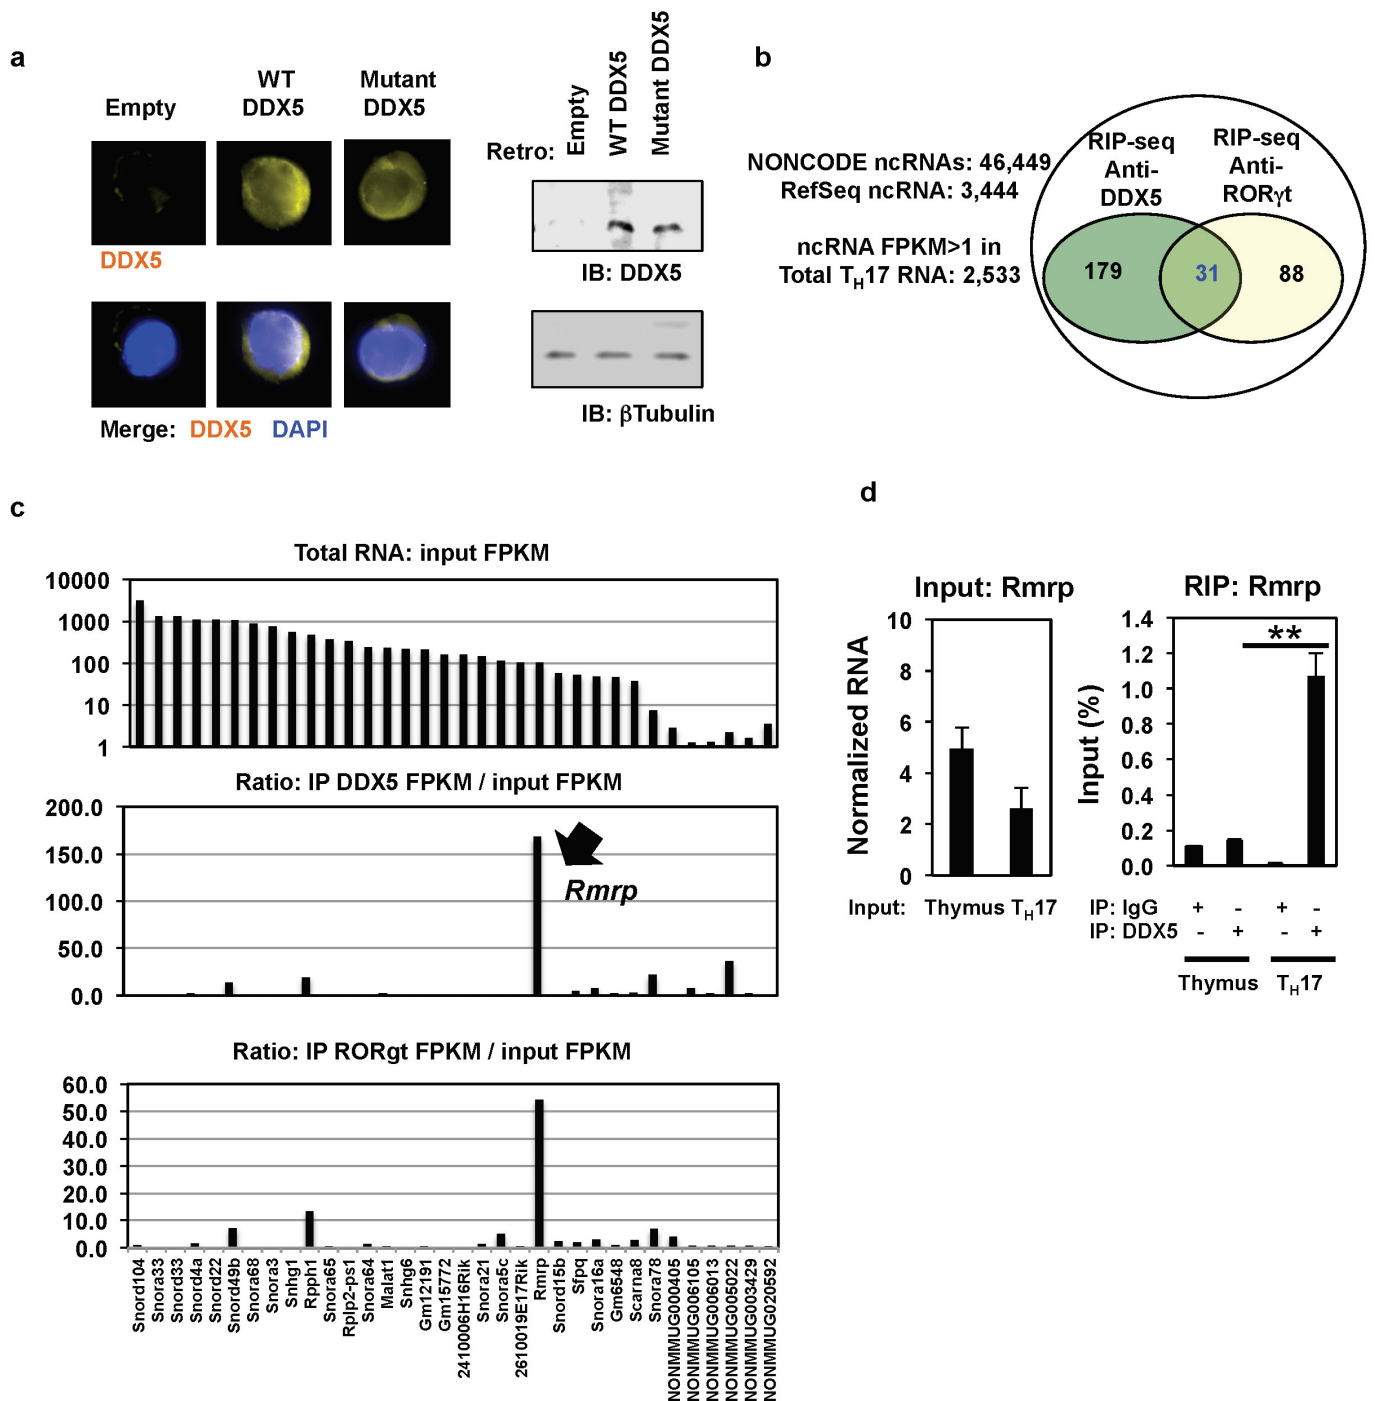 a
Empty
WT
DDX5
Mutant
DDX5
DDX5
Merge: DDX5 DAPI
Retro:
Empty
WT DDX5
Mutant DDX5
IB: DDX5
IB: βTubulin
b
NONCODE ncRNAs: 46,449
RefSeq ncRNA: 3,444
ncRNA FPKM>1 in
Total TH17 RNA: 2,533
RIP-seq
Anti-
DDX5
RIP-seq
Anti-
RORγt
179
31
88
c
Total RNA: input FPKM
10000
1000
100
10
1
Ratio: IP DDX5 FPKM / input FPKM
200.0
150.0
100.0
50.0
0.0
Rmrp
Ratio: IP RORgt FPKM / input FPKM
60.0
50.0
40.0
30.0
20.0
10.0
0.0
Snord104
Snora33
Snord33
Snord4a
Snord22
Snord49b
Snora68
Snora3
Snhg1
Rpph1
Snora65
Rplp2-ps1
Snora64
Malat1
Snhg6
Gm12191
Gm15772
2410006H16Rik
Snora21
Snora5c
2610019E17Rik
Rmrp
Snord15b
Sfpq
Snora16a
Gm6548
Scarna8
Snora78
NONMMUG000405
NONMMUG006105
NONMMUG006013
NONMMUG005022
NONMMUG003429
NONMMUG020592
d
Input: Rmrp
Normalized RNA
10
8
6
4
2
0
Input: Thymus TH17
RIP: Rmrp
Input (%)
1.4
1.2
1.0
0.8
0.6
0.4
0.2
0.0
**
IP: IgG + - + -
IP: DDX5 - + - +
Thymus TH17